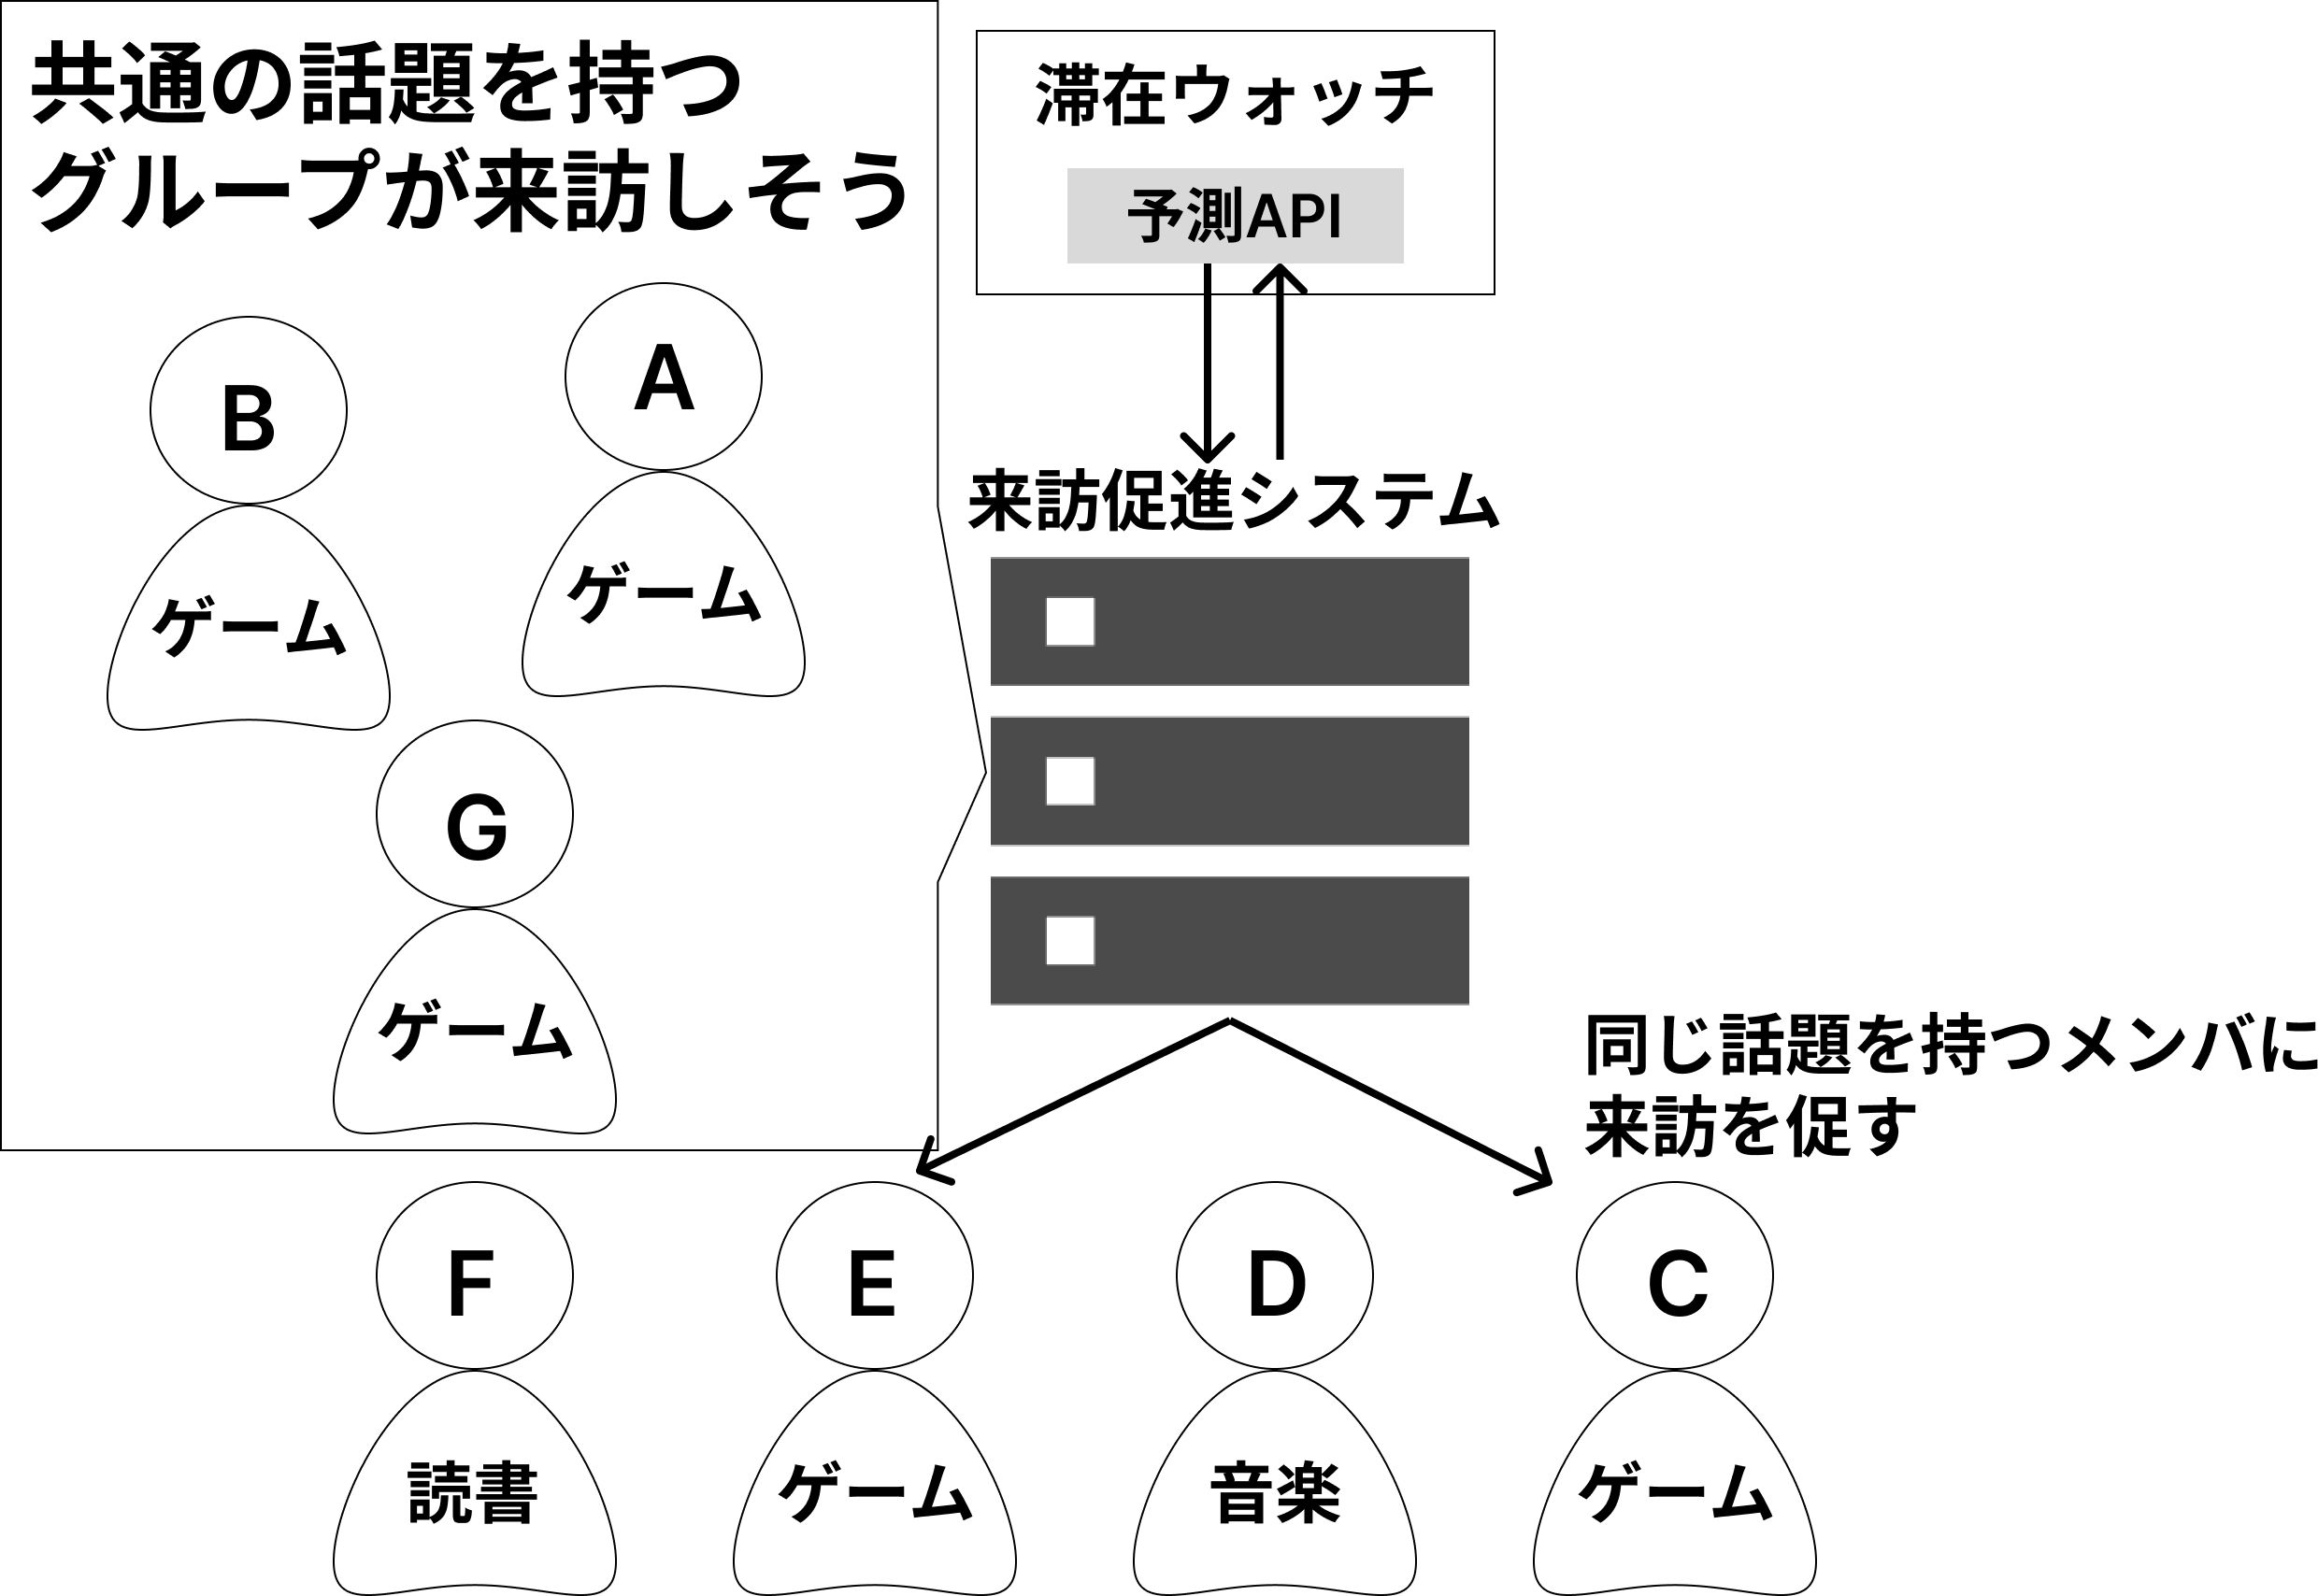 共通の話題を持つ
グループが来訪しそう
B
ゲーム
A
ゲーム
G
ゲーム
滞在ウォッチ
予測API
来訪促進システム
同じ話題を持つメンバに
来訪を促す
F
読書
E
ゲーム
D
音楽
C
ゲーム